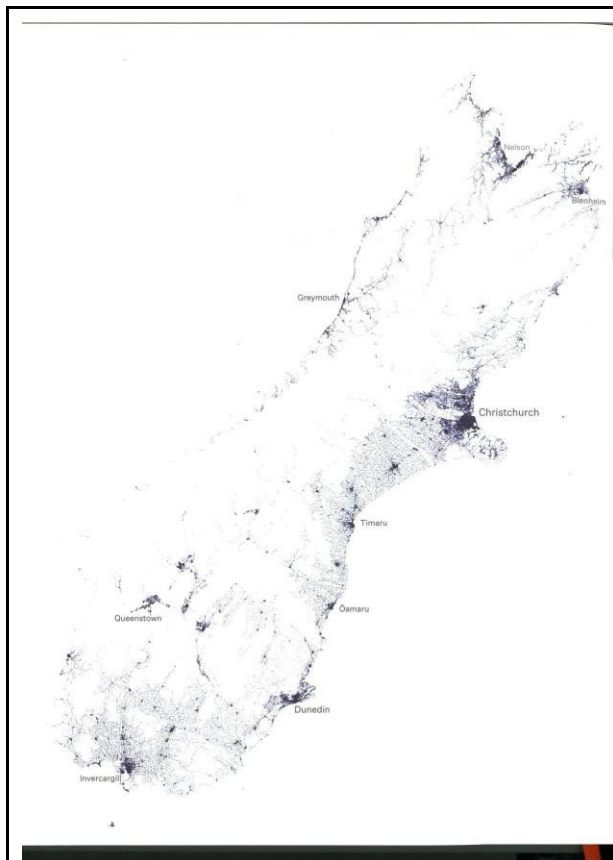 Nelson
Blenheim
Greymouth
Christchurch
Timaru
Queenstown
Ōamaru
Dunedin
Invercargill